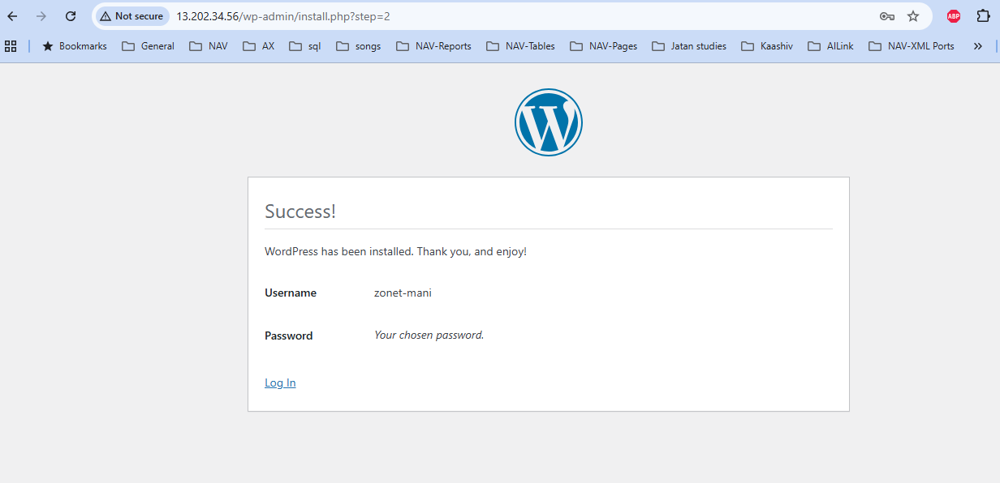 Not secure 13.202.34.56/wp-admin/install.php?step=2 ABP
Bookmarks General NAV AX sql songs NAV-Reports NAV-Tables NAV-Pages Jatan studies Kaashiv AILink NAV-XML Ports »
W
Success!
WordPress has been installed. Thank you, and enjoy!
Username zonet-mani
Password Your chosen password.
Log In